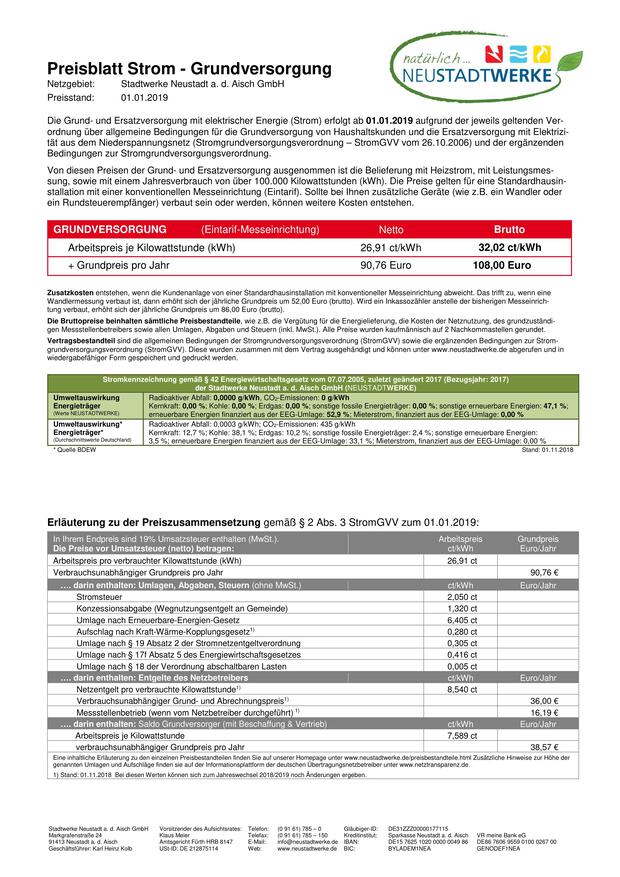 natürlich ...
NEUSTADTWERKE
Preisblatt Strom - Grundversorgung
Netzgebiet: Stadtwerke Neustadt a. d. Aisch GmbH
Preisstand: 01.01.2019
Die Grund- und Ersatzversorgung mit elektrischer Energie (Strom) erfolgt ab 01.01.2019 aufgrund der jeweils geltenden Ver-
ordnung über allgemeine Bedingungen für die Grundversorgung von Haushaltskunden und die Ersatzversorgung mit Elektrizi-
tät aus dem Niederspannungsnetz (Stromgrundversorgungsverordnung – StromGVV vom 26.10.2006) und der ergänzenden
Bedingungen zur Stromgrundversorgungsverordnung.
Von diesen Preisen der Grund- und Ersatzversorgung ausgenommen ist die Belieferung mit Heizstrom, mit Leistungsmes-
sung, sowie mit einem Jahresverbrauch von über 100.000 Kilowattstunden (kWh). Die Preise gelten für eine Standardhausin-
stallation mit einer konventionellen Messeinrichtung (Eintarif). Sollte bei Ihnen zusätzliche Geräte (wie z.B. ein Wandler oder
ein Rundsteuerempfänger) verbaut sein oder werden, können weitere Kosten entstehen.
GRUNDVERSORGUNG (Eintarif-Messeinrichtung) Netto Brutto
Arbeitspreis je Kilowattstunde (kWh) 26,91 ct/kWh 32,02 ct/kWh
+ Grundpreis pro Jahr 90,76 Euro 108,00 Euro
Zusatzkosten entstehen, wenn die Kundenanlage von einer Standardhausinstallation mit konventioneller Messeinrichtung abweicht. Das trifft zu, wenn eine
Wandlermessung verbaut ist, dann erhöht sich der jährliche Grundpreis um 52,00 Euro (brutto). Wird ein Inkassozähler anstelle der bisherigen Messeinrich-
tung verbaut, erhöht sich der jährliche Grundpreis um 86,00 Euro (brutto).
Die Bruttopreise beinhalten sämtliche Preisbestandteile, wie z.B. die Vergütung für die Energielieferung, die Kosten der Netznutzung, des grundzuständi-
gen Messstellenbetreibers sowie allen Umlagen, Abgaben und Steuern (inkl. MwSt.). Alle Preise wurden kaufmännisch auf 2 Nachkommastellen gerundet.
Vertragsbestandteil sind die allgemeinen Bedingungen der Stromgrundversorgungsverordnung (StromGVV) sowie die ergänzenden Bedingungen zur Strom-
grundversorgungsverordnung (StromGVV). Diese wurden zusammen mit dem Vertrag ausgehändigt und können unter www.neustadtwerke.de abgerufen und in
wiedergabefähiger Form gespeichert und gedruckt werden.
Stromkennzeichnung gemäß § 42 Energiewirtschaftsgesetz vom 07.07.2005, zuletzt geändert 2017 (Bezugsjahr: 2017)
der Stadtwerke Neustadt a. d. Aisch GmbH (NEUSTADTWERKE)
Umweltauswirkung Radioaktiver Abfall: 0,0000 g/kWh, CO2-Emissionen: 0 g/kWh
Energieträger Kernkraft: 0,00 %; Kohle: 0,00 %; Erdgas: 0,00 %; sonstige fossile Energieträger: 0,00 %; sonstige erneuerbare Energien: 47,1 %;
(Werte NEUSTADTWERKE) erneuerbare Energien finanziert aus der EEG-Umlage: 52,9 %; Mieterstrom, finanziert aus der EEG-Umlage: 0,00 %
Umweltauswirkung* Radioaktiver Abfall: 0,0003 g/kWh; CO2-Emissionen: 435 g/kWh
Energieträger* Kernkraft: 12,7 %; Kohle: 38,1 %; Erdgas: 10,2 %; sonstige fossile Energieträger: 2,4 %; sonstige erneuerbare Energien:
(Durchschnittswerte Deutschland) 3,5 %; erneuerbare Energien finanziert aus der EEG-Umlage: 33,1 %; Mieterstrom, finanziert aus der EEG-Umlage: 0,00 %
* Quelle BDEW Stand: 01.11.2018
Erläuterung zu der Preiszusammensetzung gemäß § 2 Abs. 3 StromGVV zum 01.01.2019:
In Ihrem Endpreis sind 19% Umsatzsteuer enthalten (MwSt.). Arbeitspreis Grundpreis
Die Preise vor Umsatzsteuer (netto) betragen: ct/kWh Euro/Jahr
Arbeitspreis pro verbrauchter Kilowattstunde (kWh) 26,91 ct
Verbrauchsunabhängiger Grundpreis pro Jahr 90,76 €
.... darin enthalten: Umlagen, Abgaben, Steuern (ohne MwSt.) ct/kWh Euro/Jahr
Stromsteuer 2,050 ct
Konzessionsabgabe (Wegnutzungsentgelt an Gemeinde) 1,320 ct
Umlage nach Erneuerbare-Energien-Gesetz 6,405 ct
Aufschlag nach Kraft-Wärme-Kopplungsgesetz1) 0,280 ct
Umlage nach § 19 Absatz 2 der Stromnetzentgeltverordnung 0,305 ct
Umlage nach § 17f Absatz 5 des Energiewirtschaftsgesetzes 0,416 ct
Umlage nach § 18 der Verordnung abschaltbaren Lasten 0,005 ct
.... darin enthalten: Entgelte des Netzbetreibers ct/kWh Euro/Jahr
Netzentgelt pro verbrauchte Kilowattstunde1) 8,540 ct
Verbrauchsunabhängiger Grund- und Abrechnungspreis1) 36,00 €
Messstellenbetrieb (wenn vom Netzbetreiber durchgeführt) 1) 16,19 €
.... darin enthalten: Saldo Grundversorger (mit Beschaffung & Vertrieb) ct/kWh Euro/Jahr
Arbeitspreis je Kilowattstunde 7,589 ct
verbrauchsunabhängiger Grundpreis pro Jahr 38,57 €
Eine inhaltliche Erläuterung zu den einzelnen Preisbestandteilen finden Sie auf unserer Homepage unter www.neustadtwerke.de/preisbestandteile.html Zusätzliche Hinweise zur Höhe der
genannten Umlagen und Aufschläge finden sie auf der Informationsplattform der deutschen Übertragungsnetzbetreiber unter www.netztransparenz.de.
1) Stand: 01.11.2018 Bei diesen Werten können sich zum Jahreswechsel 2018/2019 noch Änderungen ergeben.
Stadtwerke Neustadt a. d. Aisch GmbH Vorsitzender des Aufsichtsrates: Telefon: (0 91 61) 785 – 0 Gläubiger-ID: DE31ZZZ00000177115
Markgrafenstraße 24 Klaus Meier Telefax: (0 91 61) 785 – 150 Kreditinstitut: Sparkasse Neustadt a. d. Aisch VR meine Bank eG
91413 Neustadt a. d. Aisch Amtsgericht Fürth HRB 8147 E-Mail: info@neustadtwerke.de IBAN: DE15 7625 1020 0000 0049 86 DE86 7606 9559 0100 0267 00
Geschäftsführer: Karl Heinz Kolb USt-ID: DE 212875114 Web: www.neustadtwerke.de BIC: BYLADEM1NEA GENODEF1NEA